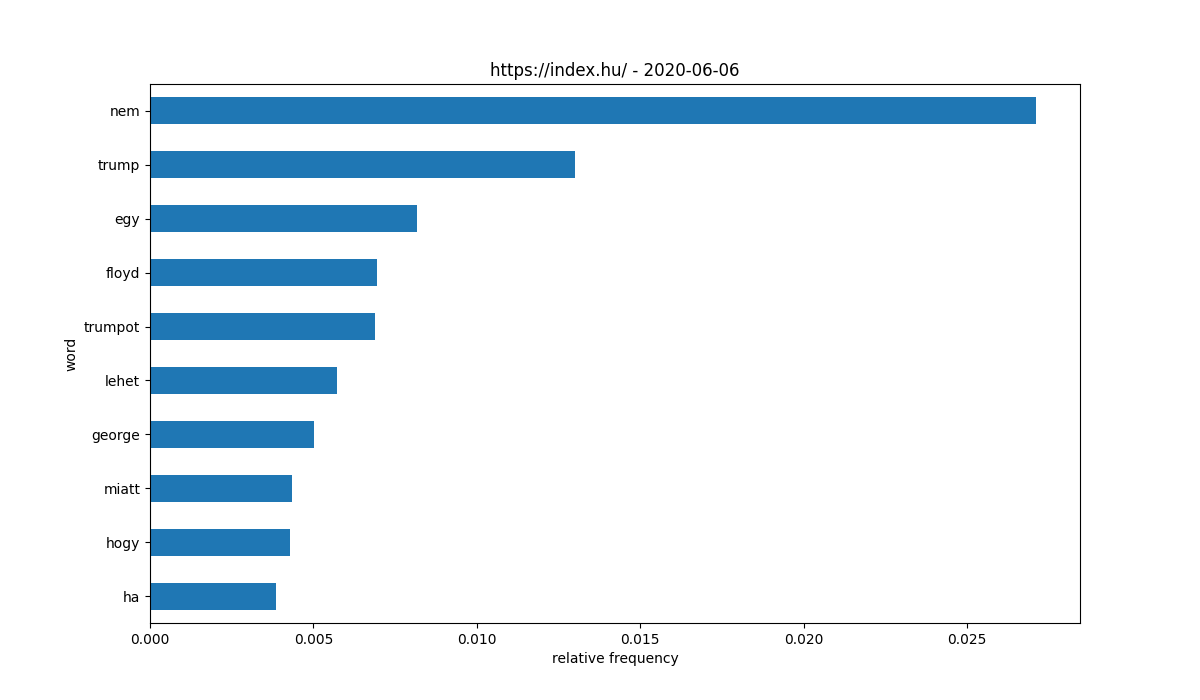 https://index.hu/ - 2020-06-06
nem
trump
egy
floyd
trumpot
lehet
george
miatt
hogy
ha
word
0.000 0.005 0.010 0.015 0.020 0.025
relative frequency